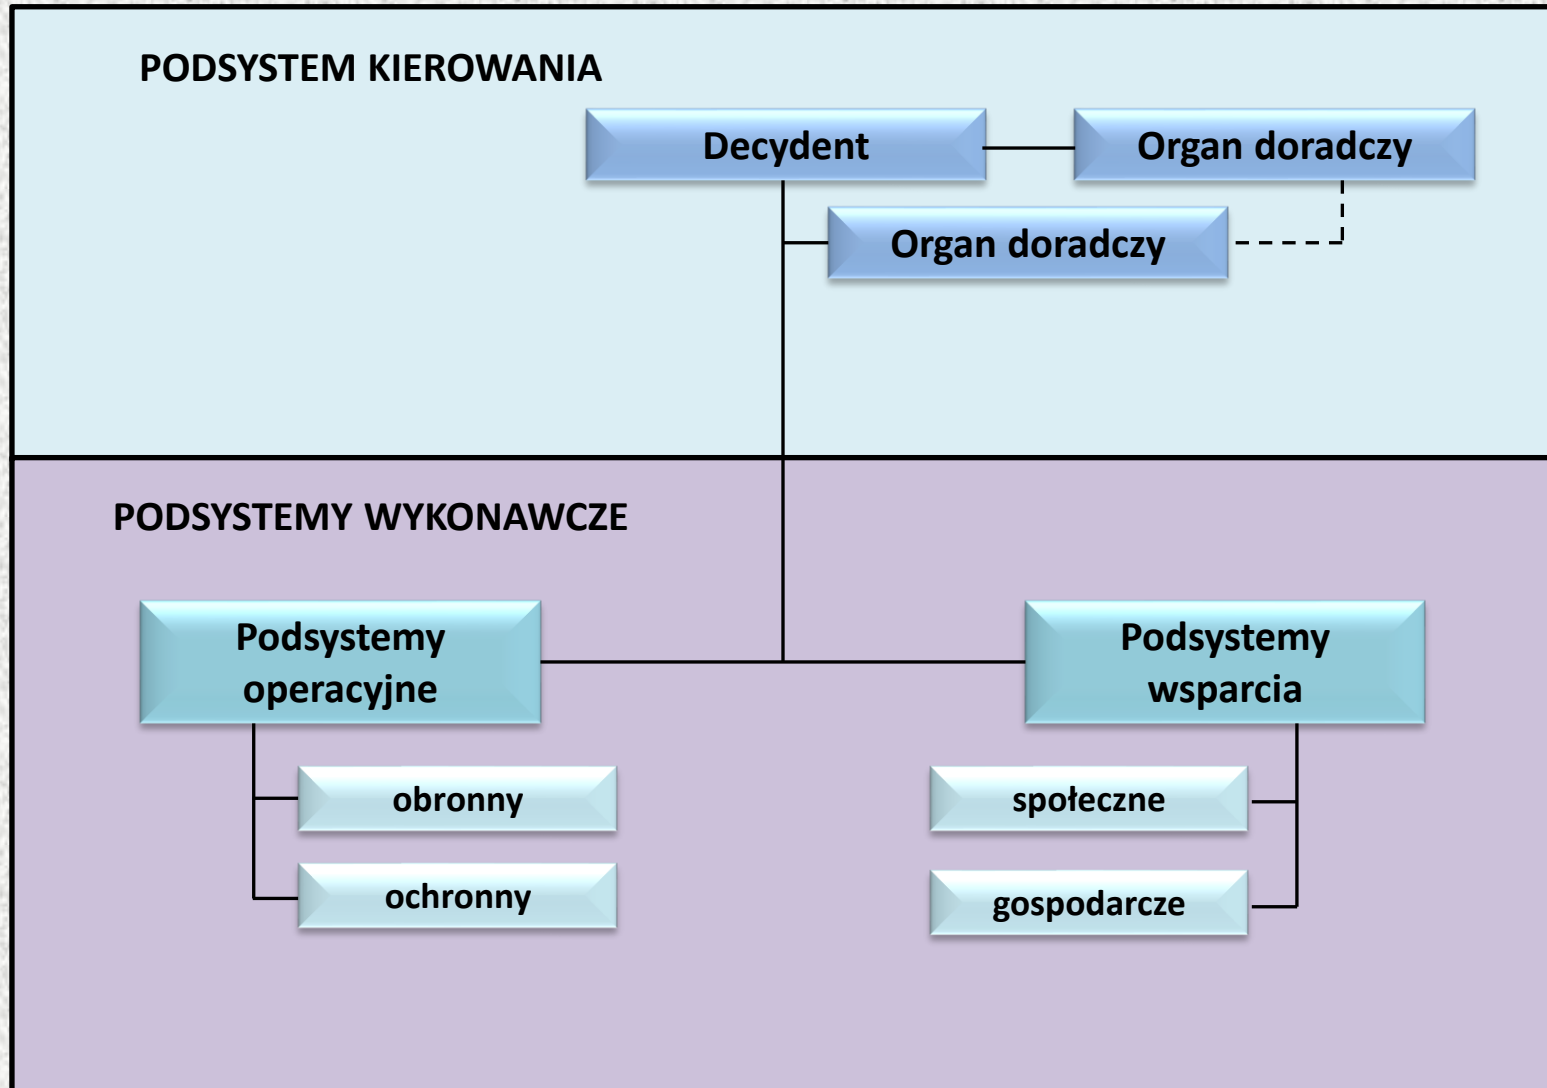 PODSYSTEM KIEROWANIA
Decydent
Organ doradczy
Organ doradczy
PODSYSTEMY WYKONAWCZE
Podsystemy
operacyjne
obronny
ochronny
Podsystemy
wsparcia
społeczne
gospodarcze